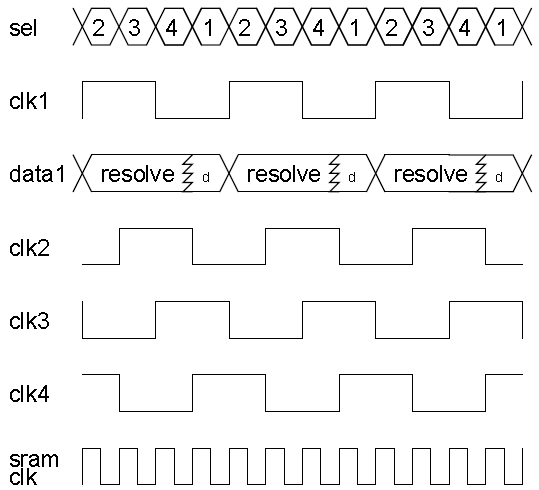 sel 2 3 4 1 2 3 4 1 2 3 4 1
clk1
data1 resolve d resolve d resolve d
clk2
clk3
clk4
sram
clk